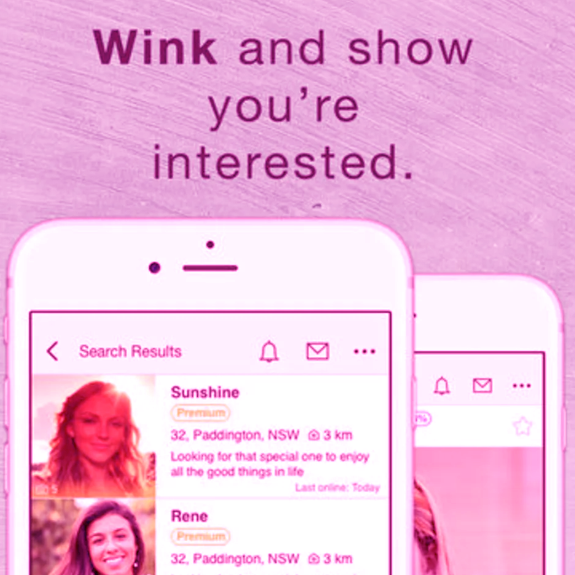 Wink and show
you're
interested.
Search Results
Sunshine
Premium
32, Paddington, NSW 3 km
Looking for that special one to enjoy
all the good things in life
Last online: Today
Rene
Premium
32, Paddington, NSW 3 km